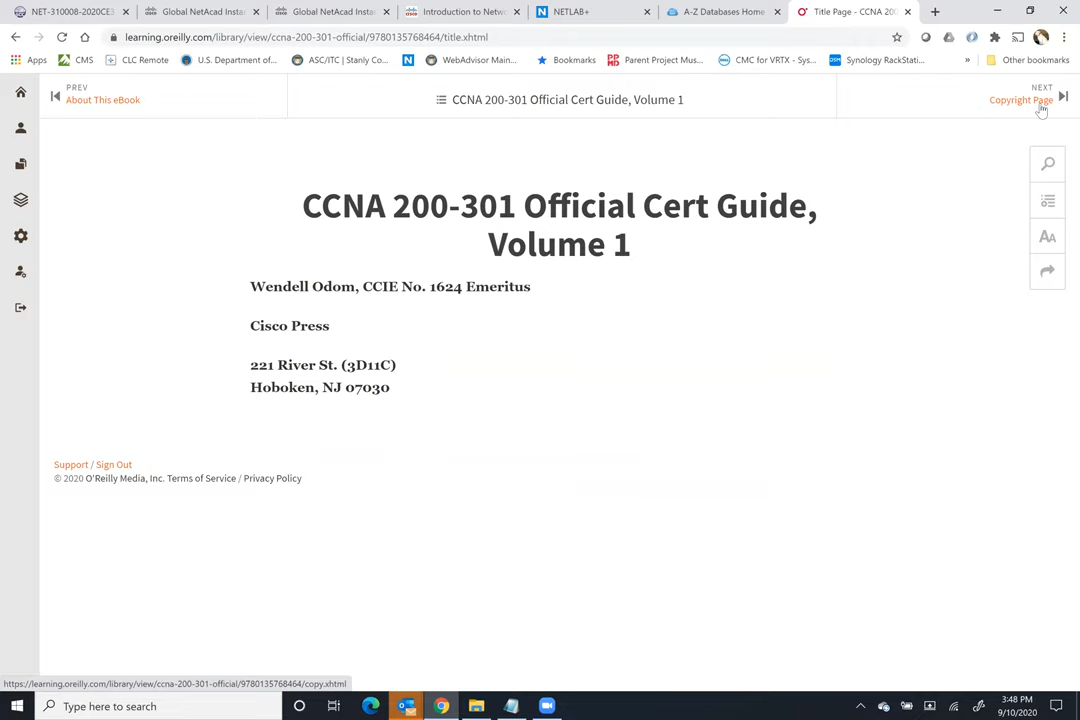 NET-310008-2020CE3
Global NetAcad Insta
Global NetAcad Insta
Introduction to Netw
NETLAB+
A-Z Databases Home
Title Page - CCNA 200
learning.oreilly.com/library/view/ccna-200-301-official/9780135768464/title.xhtml
Apps
CMS
CLC Remote
U.S. Department of...
ASC/ITC | Stanly Co...
WebAdvisor Main...
Bookmarks
Parent Project Mus...
CMC for VRTX - Sys...
Synology RackStati...
»
Other bookmarks
PREV
About This eBook
CCNA 200-301 Official Cert Guide, Volume 1
NEXT
Copyright Page
CCNA 200-301 Official Cert Guide,
Volume 1
Wendell Odom, CCIE No. 1624 Emeritus
Cisco Press
221 River St. (3D11C)
Hoboken, NJ 07030
Support / Sign Out
© 2020 O'Reilly Media, Inc. Terms of Service / Privacy Policy
https://learning.oreilly.com/library/view/ccna-200-301-official/9780135768464/copy.xhtml
Type here to search
3:48 PM
9/10/2020